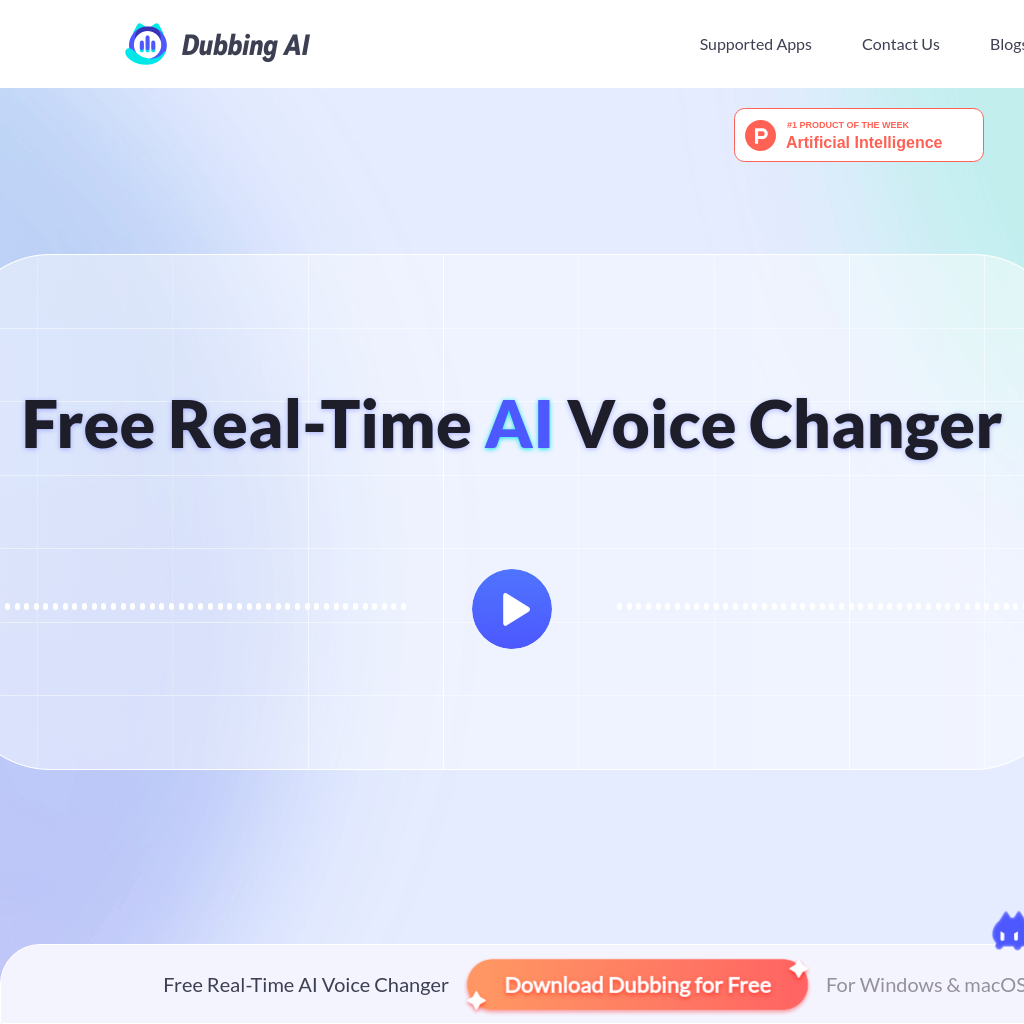 Dubbing AI
Supported Apps
Contact Us
Blogs
#1 PRODUCT OF THE WEEK
Artificial Intelligence
Free Real-Time AI Voice Changer
Free Real-Time AI Voice Changer
Download Dubbing for Free
For Windows & macOS